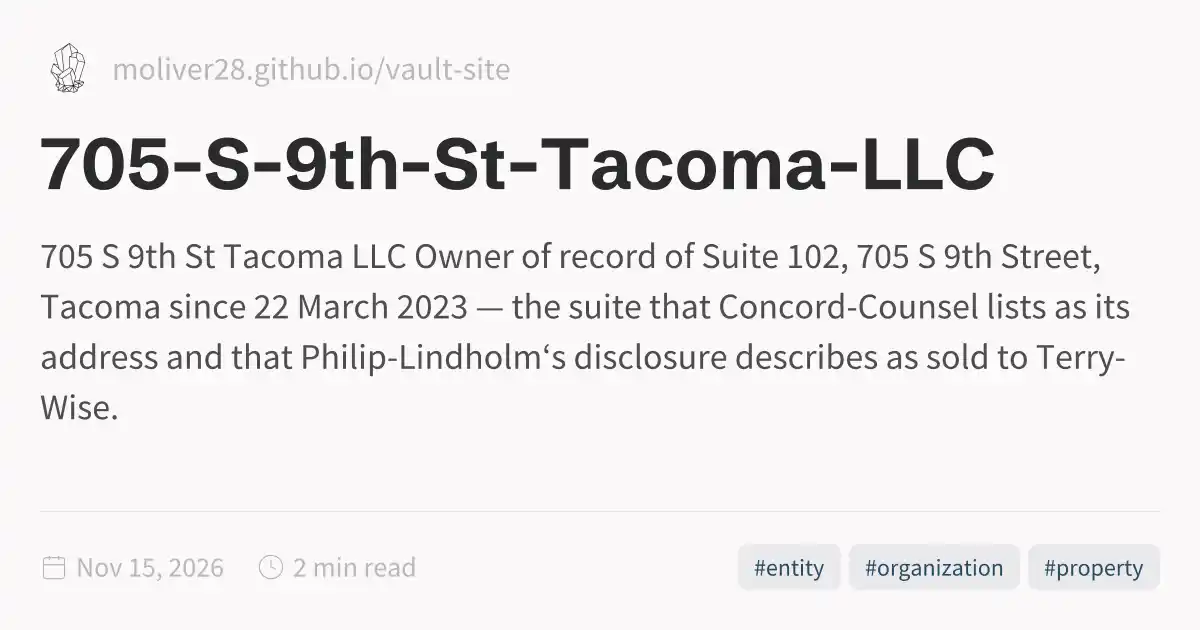 moliver28.github.io/vault-site
705-S-9th-St-Tacoma-LLC
705 S 9th St Tacoma LLC Owner of record of Suite 102, 705 S 9th Street,
Tacoma since 22 March 2023 — the suite that Concord-Counsel lists as its
address and that Philip-Lindholm‘s disclosure describes as sold to Terry-
Wise.
Nov 15, 2026 2 min read #entity #organization #property